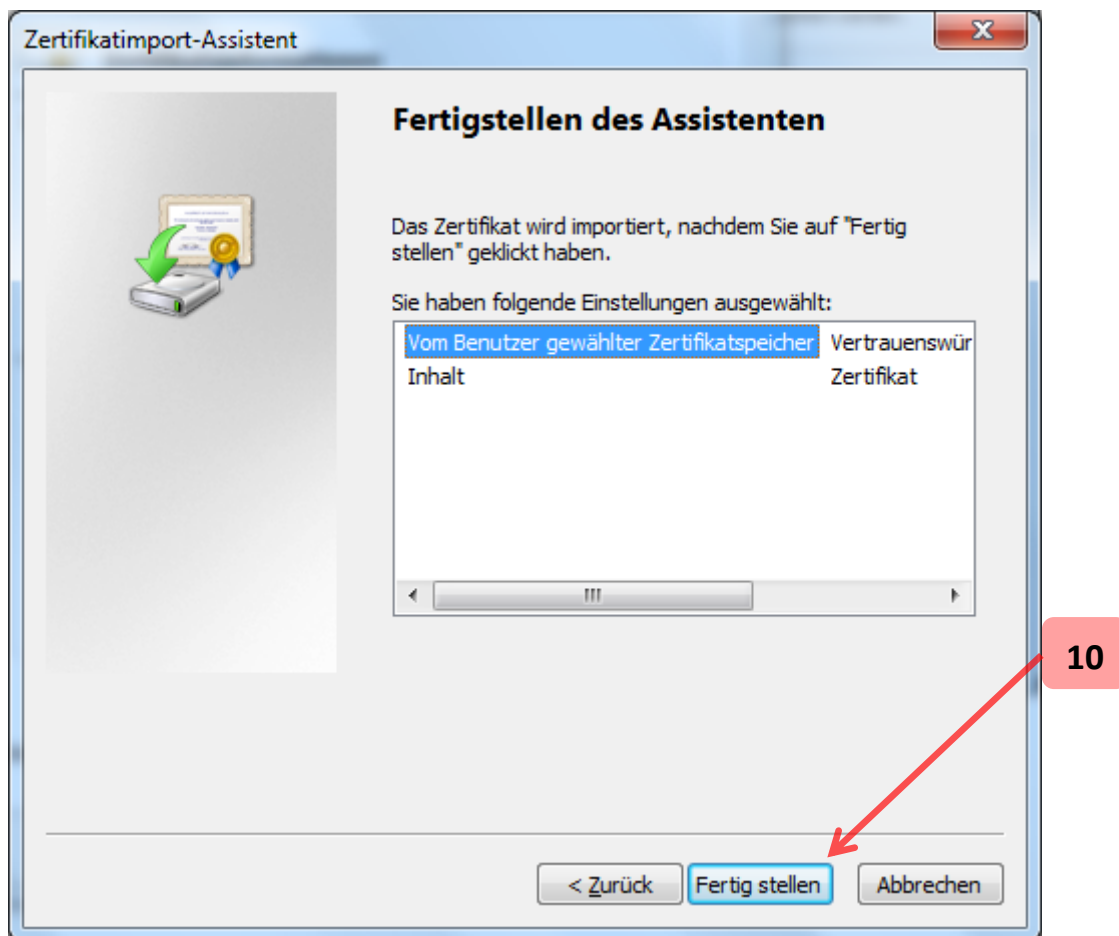 Zertifikatimport-Assistent
Fertigstellen des Assistenten
Das Zertifikat wird importiert, nachdem Sie auf "Fertig
stellen" geklickt haben.
Sie haben folgende Einstellungen ausgewählt:
Vom Benutzer gewählter Zertifikatspeicher Vertrauenswür
Inhalt Zertifikat
10
< Zurück Fertig stellen Abbrechen